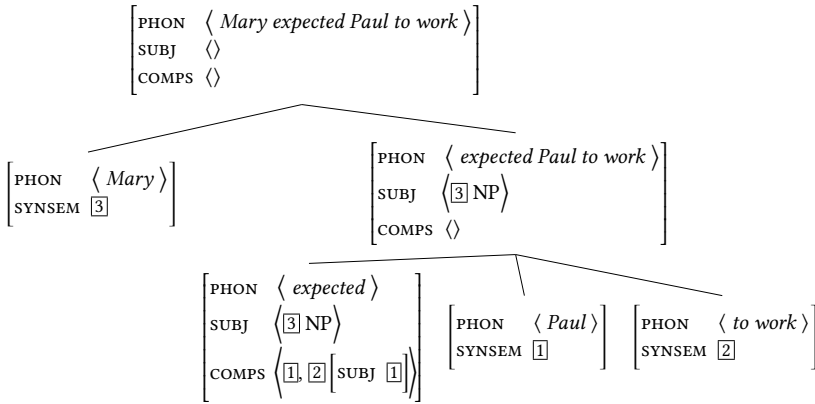 PHON ⟨ Mary expected Paul to work ⟩
SUBJ ⟨⟩
COMPS ⟨⟩
PHON ⟨ Mary ⟩
SYNSEM 3
PHON ⟨ expected Paul to work ⟩
SUBJ ⟨3 NP⟩
COMPS ⟨⟩
PHON ⟨ expected ⟩
SUBJ ⟨3 NP⟩
COMPS ⟨1, 2 [SUBJ 1]⟩
PHON ⟨ Paul ⟩
SYNSEM 1
PHON ⟨ to work ⟩
SYNSEM 2